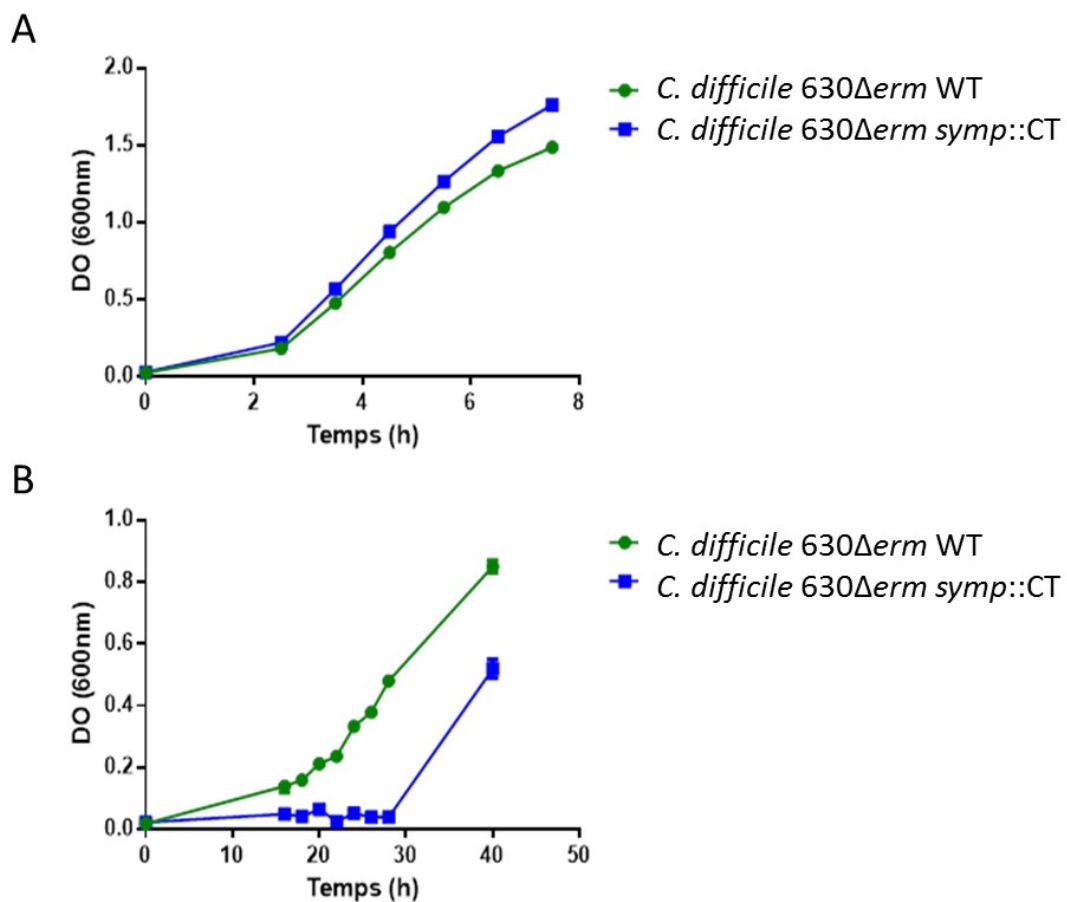 A
2.0
1.5
1.0
0.5
0.0
DO (600nm)
0 2 4 6 8
Temps (h)
C. difficile 630Δerm WT
C. difficile 630Δerm symp::CT
B
1.0
0.8
0.6
0.4
0.2
0.0
DO (600nm)
0 10 20 30 40 50
Temps (h)
C. difficile 630Δerm WT
C. difficile 630Δerm symp::CT